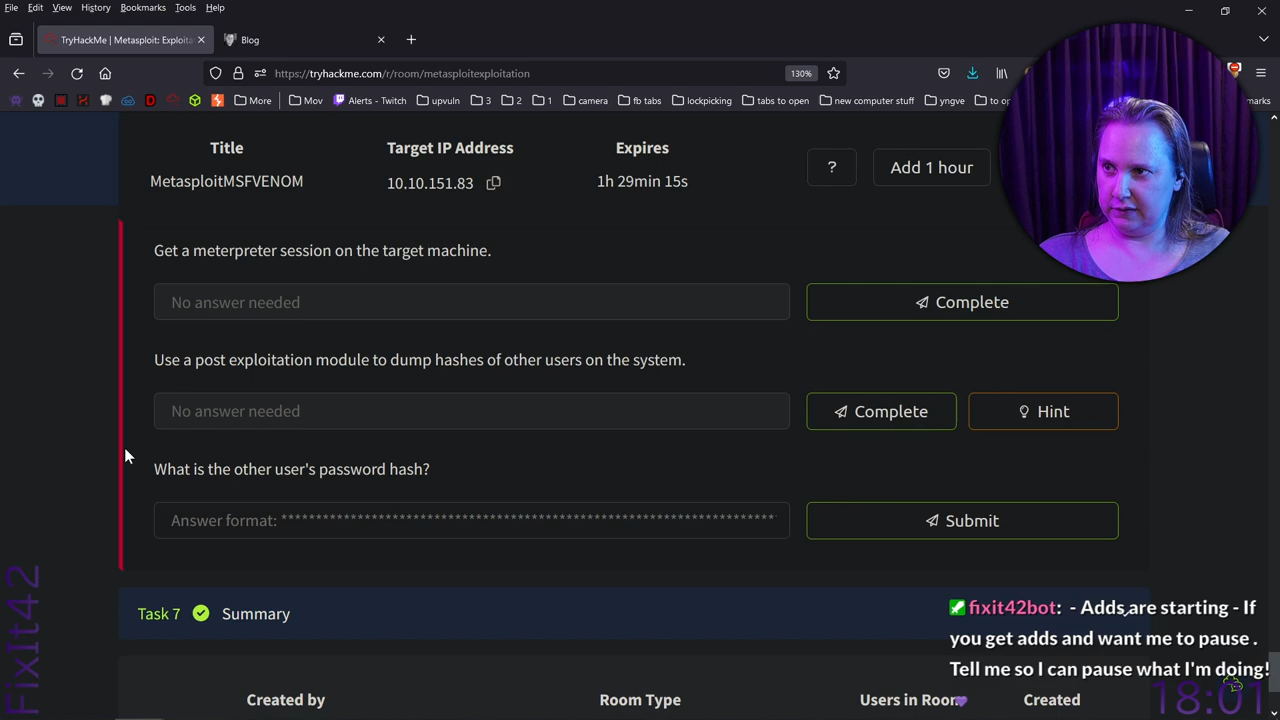 File Edit View History Bookmarks Tools Help
TryHackMe | Metasploit: Exploita
Blog
https://tryhackme.com/r/room/metasploitexploitation
130%
More
Mov
Alerts - Twitch
upvuln
3
2
1
camera
fb tabs
lockpicking
tabs to open
new computer stuff
yngve
to o
marks
Title
Target IP Address
Expires
MetasploitMSFVENOM
10.10.151.83
1h 29min 15s
?
Add 1 hour
Get a meterpreter session on the target machine.
No answer needed
Complete
Use a post exploitation module to dump hashes of other users on the system.
No answer needed
Complete
Hint
What is the other user's password hash?
Answer format: ************************************************************************
Submit
Task 7 Summary
Created by
Room Type
Users in Room
Created
FixIt42
fixit42bot: - Adds are starting - If
you get adds and want me to pause .
Tell me so I can pause what I'm doing!
18:01